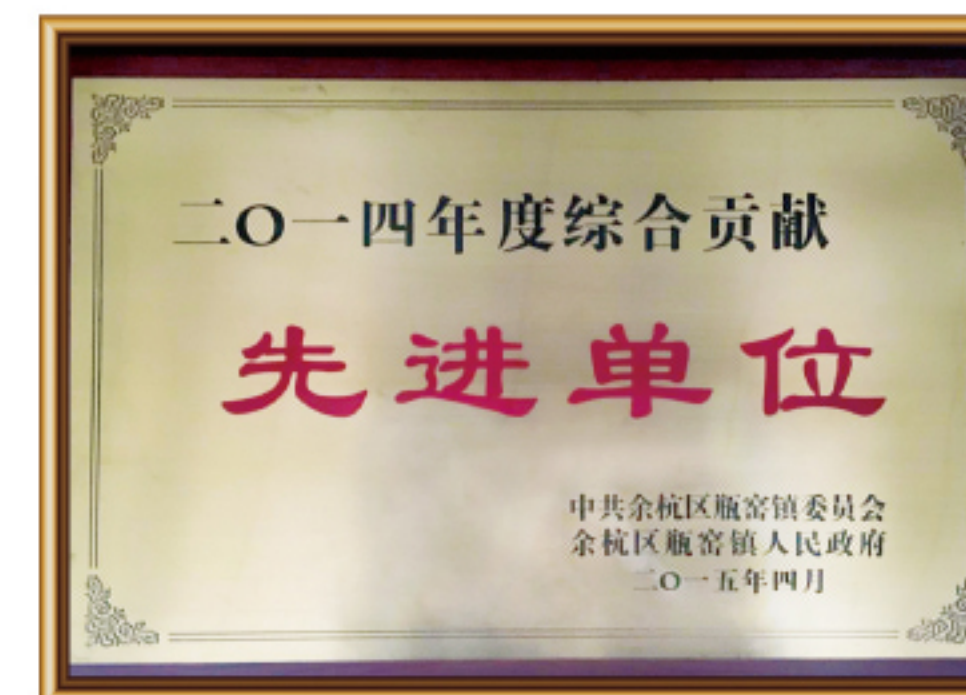 二〇一四年度综合贡献
先进单位
中共余杭区瓶窑镇委员会
余杭区瓶窑镇人民政府
二〇一五年四月